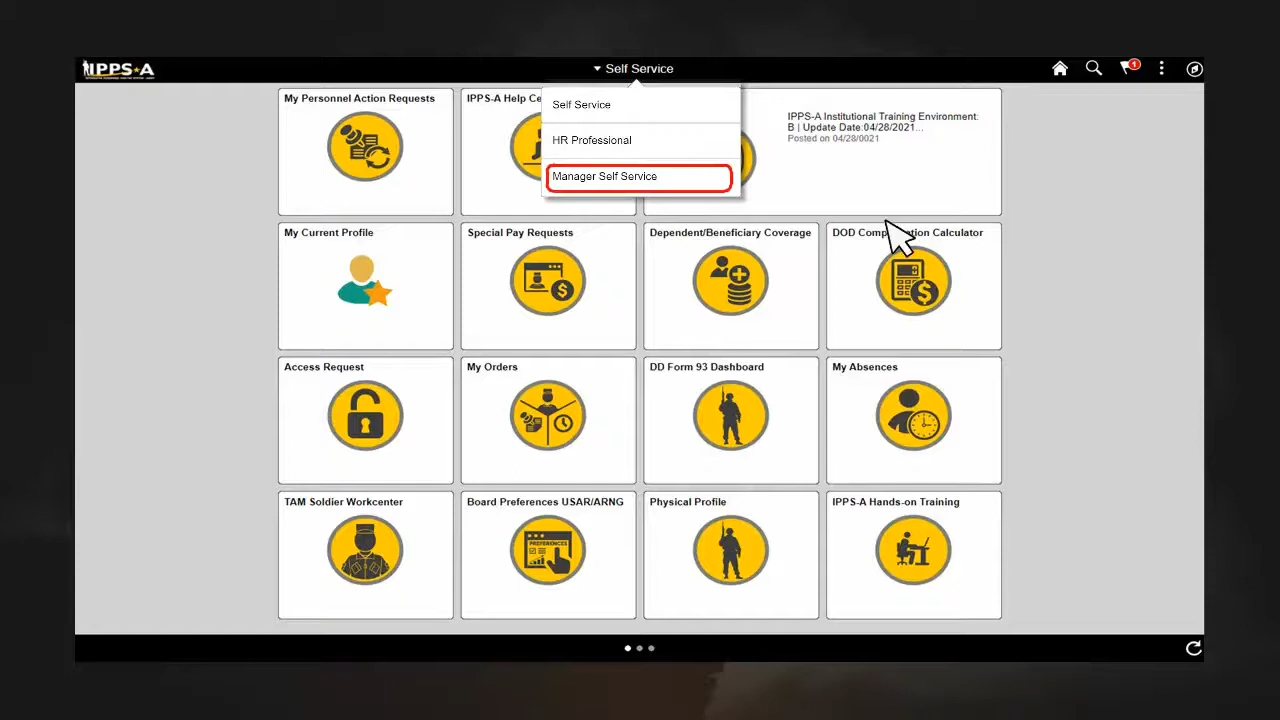 IPPS-A
Self Service
1
My Personnel Action Requests
IPPS-A Help Ce
Self Service
HR Professional
Manager Self Service
IPPS-A Institutional Training Environment:
B | Update Date:04/28/2021...
Posted on 04/28/0021
My Current Profile
Special Pay Requests
Dependent/Beneficiary Coverage
DOD Comp tion Calculator
Access Request
My Orders
DD Form 93 Dashboard
My Absences
TAM Soldier Workcenter
Board Preferences USAR/ARNG
PREFERENCES
Physical Profile
IPPS-A Hands-on Training